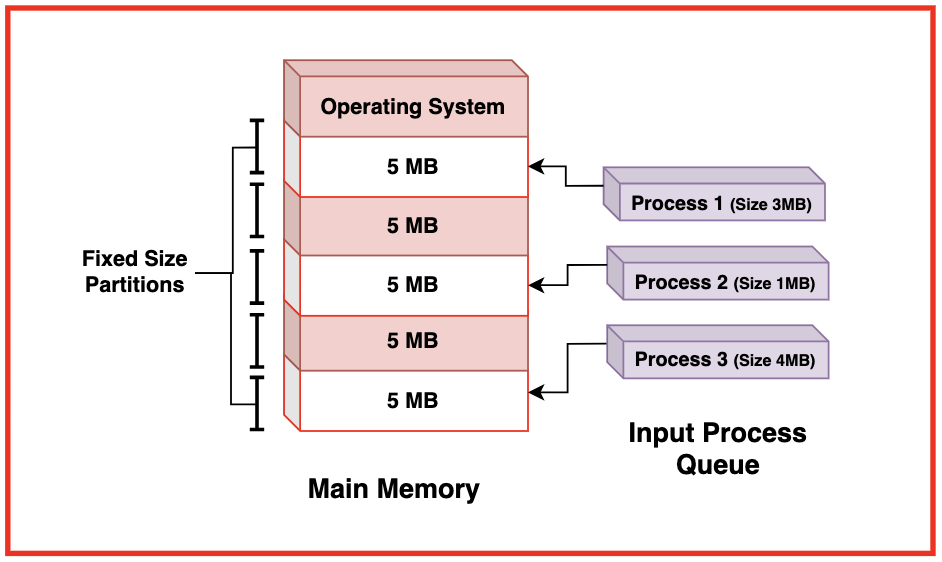 Operating System
5 MB
5 MB
5 MB
5 MB
5 MB
Fixed Size
Partitions
Process 1 (Size 3MB)
Process 2 (Size 1MB)
Process 3 (Size 4MB)
Input Process
Queue
Main Memory